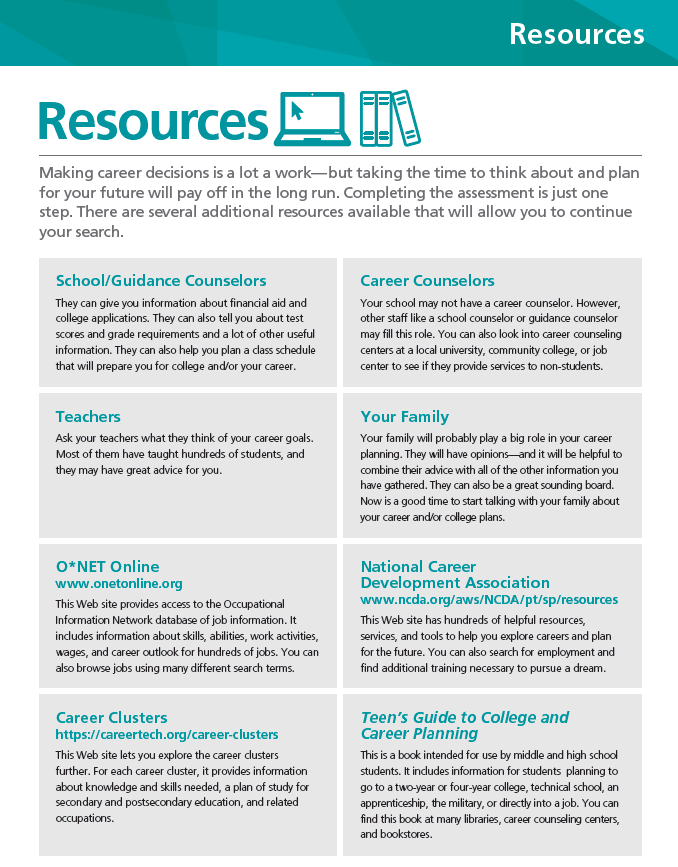 Resources
Resources
Making career decisions is a lot a work—but taking the time to think about and plan
for your future will pay off in the long run. Completing the assessment is just one
step. There are several additional resources available that will allow you to continue
your search.
School/Guidance Counselors
They can give you information about financial aid and
college applications. They can also tell you about test
scores and grade requirements and a lot of other useful
information. They can also help you plan a class schedule
that will prepare you for college and/or your career.
Career Counselors
Your school may not have a career counselor. However,
other staff like a school counselor or guidance counselor
may fill this role. You can also look into career counseling
centers at a local university, community college, or job
center to see if they provide services to non-students.
Teachers
Ask your teachers what they think of your career goals.
Most of them have taught hundreds of students, and
they may have great advice for you.
Your Family
Your family will probably play a big role in your career
planning. They will have opinions—and it will be helpful to
combine their advice with all of the other information you
have gathered. They can also be a great sounding board.
Now is a good time to start talking with your family about
your career and/or college plans.
O*NET Online
www.onetonline.org
This Web site provides access to the Occupational
Information Network database of job information. It
includes information about skills, abilities, work activities,
wages, and career outlook for hundreds of jobs. You can
also browse jobs using many different search terms.
National Career
Development Association
www.ncda.org/aws/NCDA/pt/sp/resources
This Web site has hundreds of helpful resources,
services, and tools to help you explore careers and plan
for the future. You can also search for employment and
find additional training necessary to pursue a dream.
Career Clusters
https://careertech.org/career-clusters
This Web site lets you explore the career clusters
further. For each career cluster, it provides information
about knowledge and skills needed, a plan of study for
secondary and postsecondary education, and related
occupations.
Teen's Guide to College and
Career Planning
This is a book intended for use by middle and high school
students. It includes information for students planning to
go to a two-year or four-year college, technical school, an
apprenticeship, the military, or directly into a job. You can
find this book at many libraries, career counseling centers,
and bookstores.